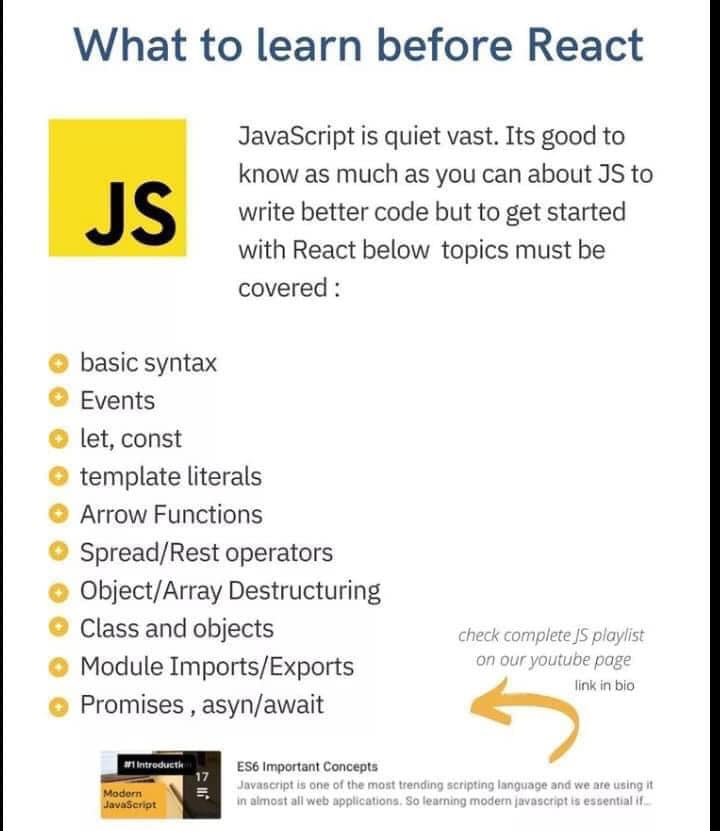 What to learn before React
JS
JavaScript is quiet vast. Its good to
know as much as you can about JS to
write better code but to get started
with React below topics must be
covered :
basic syntax
Events
let, const
template literals
Arrow Functions
Spread/Rest operators
Object/Array Destructuring
Class and objects
Module Imports/Exports
Promises , asyn/await
check complete JS playlist
on our youtube page
link in bio
#1 Introductio
17
Modern
JavaScript
ES6 Important Concepts
Javascript is one of the most trending scripting language and we are using it
in almost all web applications. So learning modern javascript is essential if...